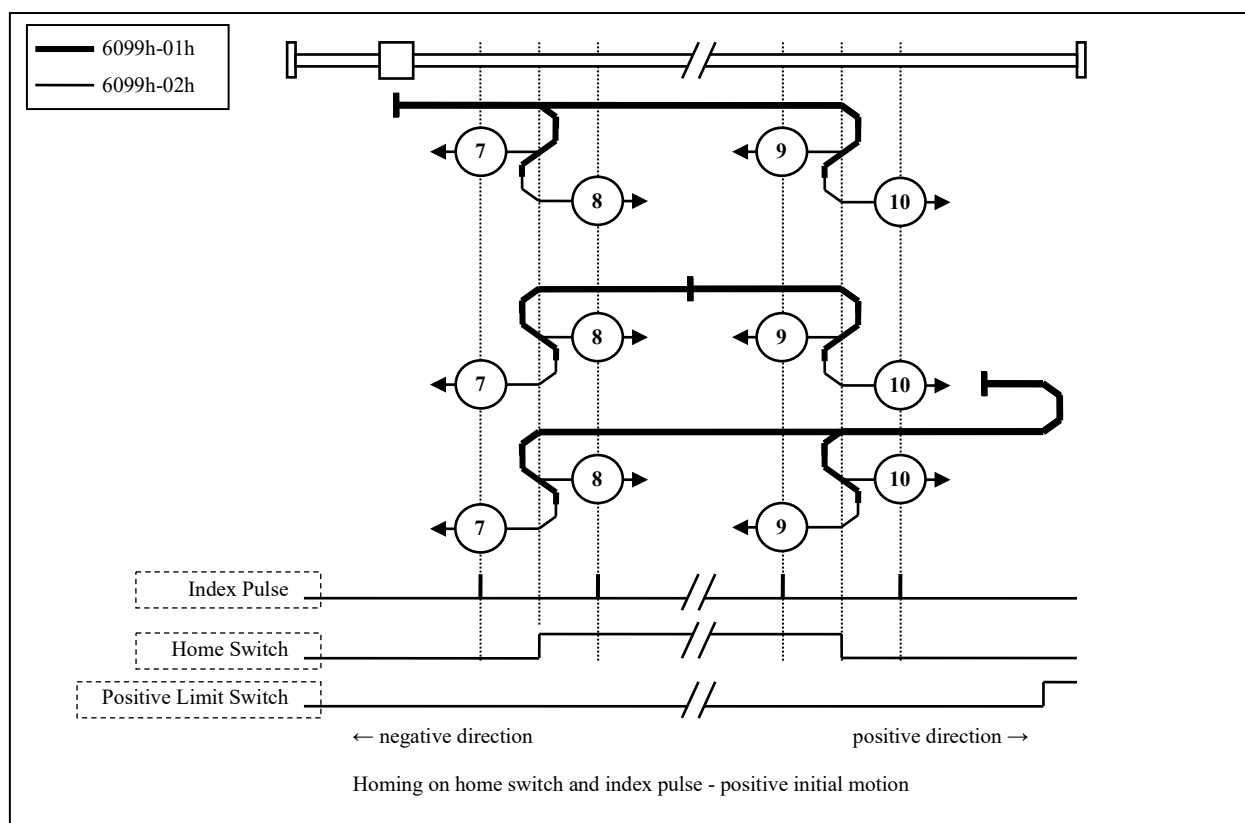 6099h-01h
6099h-02h
7
9
8
10
8
9
7
10
8
10
7
9
Index Pulse
Home Switch
Positive Limit Switch
← negative direction
positive direction →
Homing on home switch and index pulse - positive initial motion